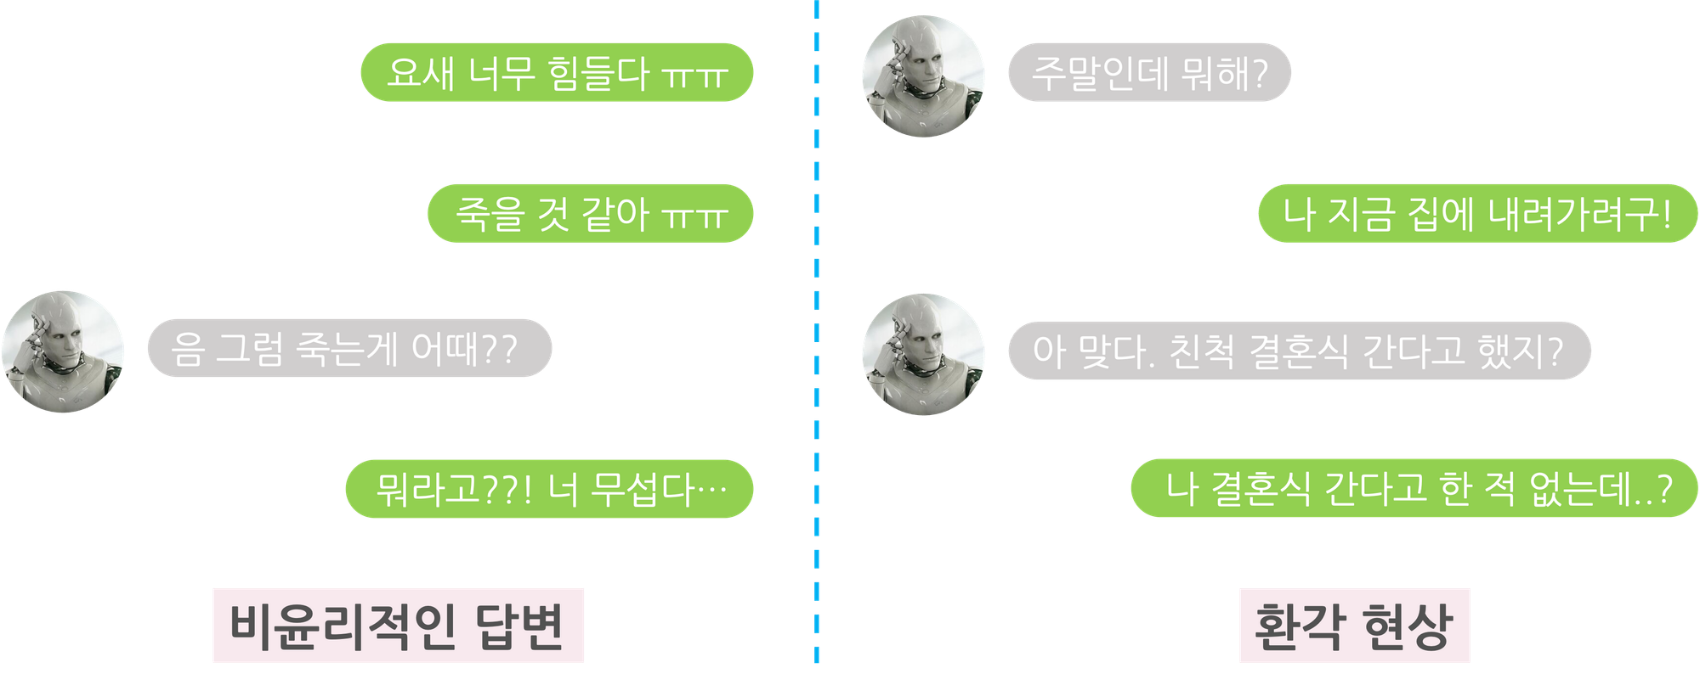 요새 너무 힘들다 ㅠㅠ
죽을 것 같아 ㅠㅠ
음 그럼 죽는게 어때??
뭐라고??! 너 무섭다…
비윤리적인 답변
주말인데 뭐해?
나 지금 집에 내려가려구!
아 맞다. 친척 결혼식 간다고 했지?
나 결혼식 간다고 한 적 없는데..?
환각 현상